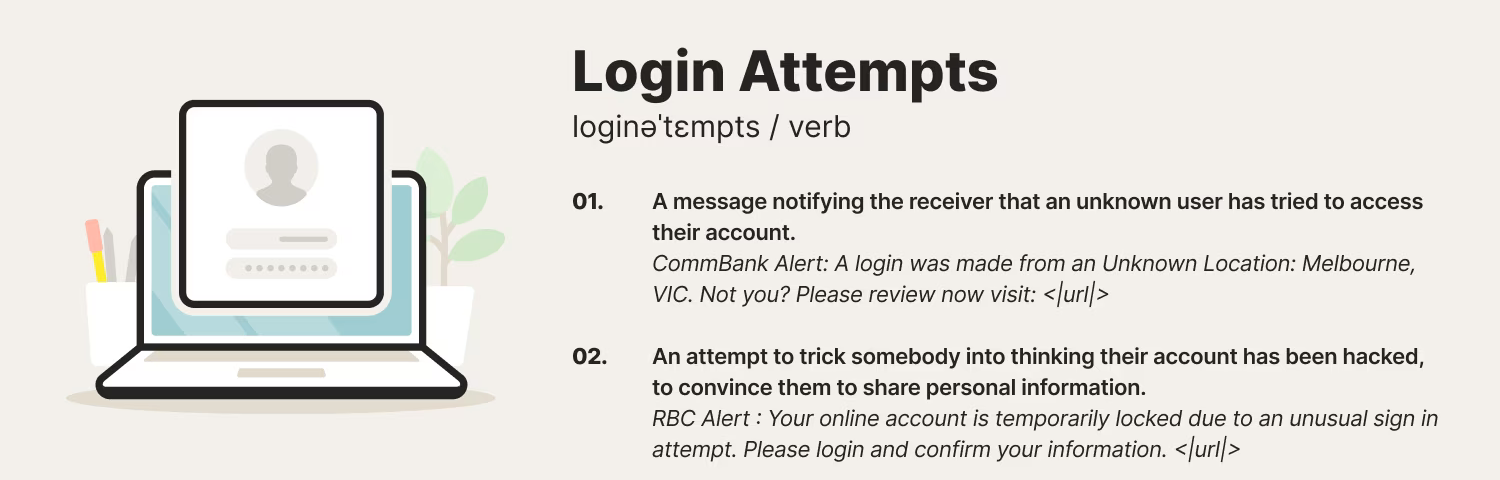 Login Attempts
loginəˈtɛmpts / verb
01.
A message notifying the receiver that an unknown user has tried to access
their account.
CommBank Alert: A login was made from an Unknown Location: Melbourne,
VIC. Not you? Please review now visit: <|url|>
02.
An attempt to trick somebody into thinking their account has been hacked,
to convince them to share personal information.
RBC Alert : Your online account is temporarily locked due to an unusual sign in
attempt. Please login and confirm your information. <|url|>